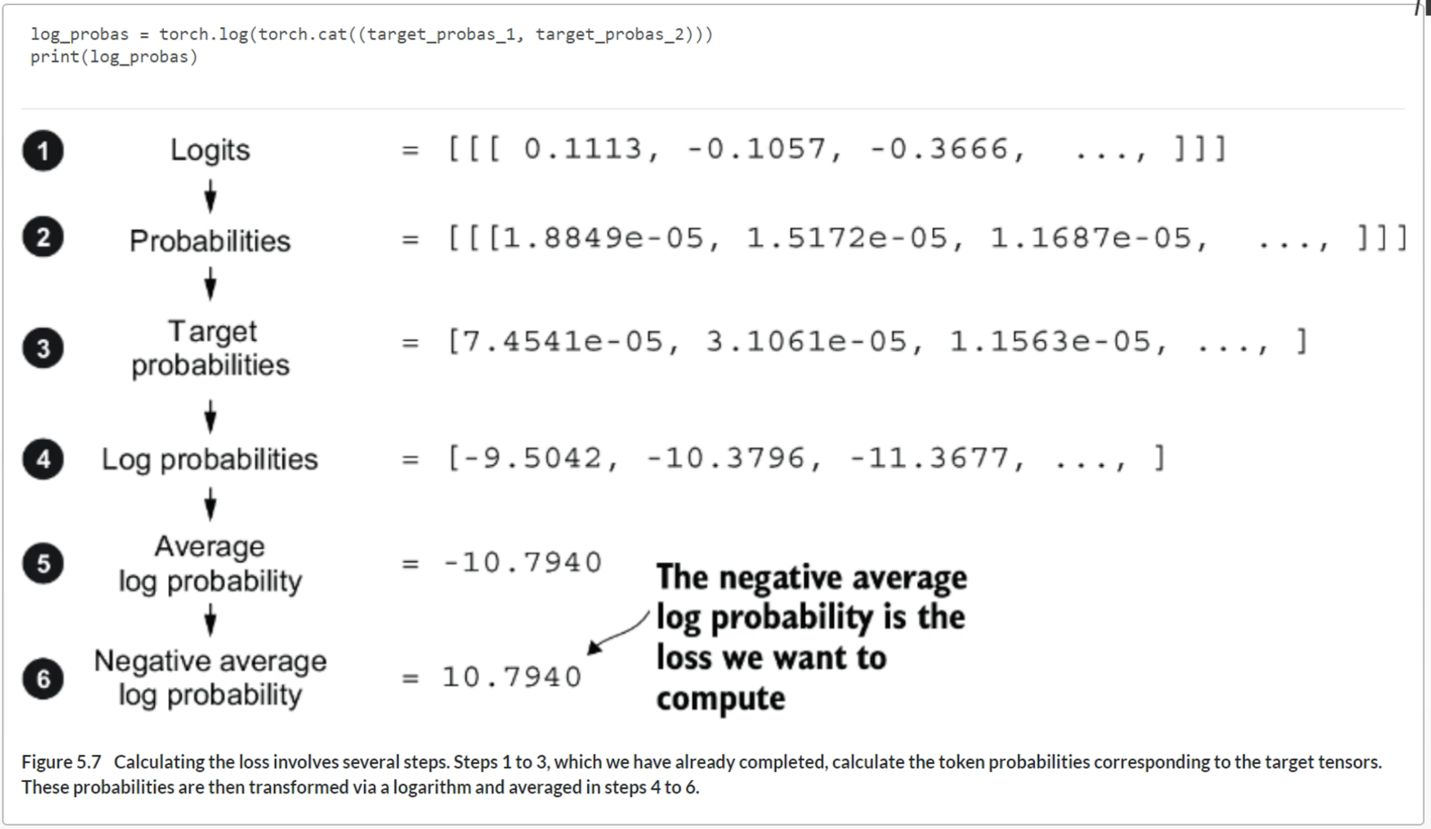 log_probas = torch.log(torch.cat((target_probas_1, target_probas_2)))
print(log_probas)
1 Logits = [[[ 0.1113, -0.1057, -0.3666, ..., ]]]
2 Probabilities = [[[1.8849e-05, 1.5172e-05, 1.1687e-05, ..., ]]]
3 Target
probabilities = [7.4541e-05, 3.1061e-05, 1.1563e-05, ..., ]
4 Log probabilities = [-9.5042, -10.3796, -11.3677, ..., ]
5 Average
log probability = -10.7940
6 Negative average
log probability = 10.7940
The negative average
log probability is the
loss we want to
compute
Figure 5.7 Calculating the loss involves several steps. Steps 1 to 3, which we have already completed, calculate the token probabilities corresponding to the target tensors.
These probabilities are then transformed via a logarithm and averaged in steps 4 to 6.